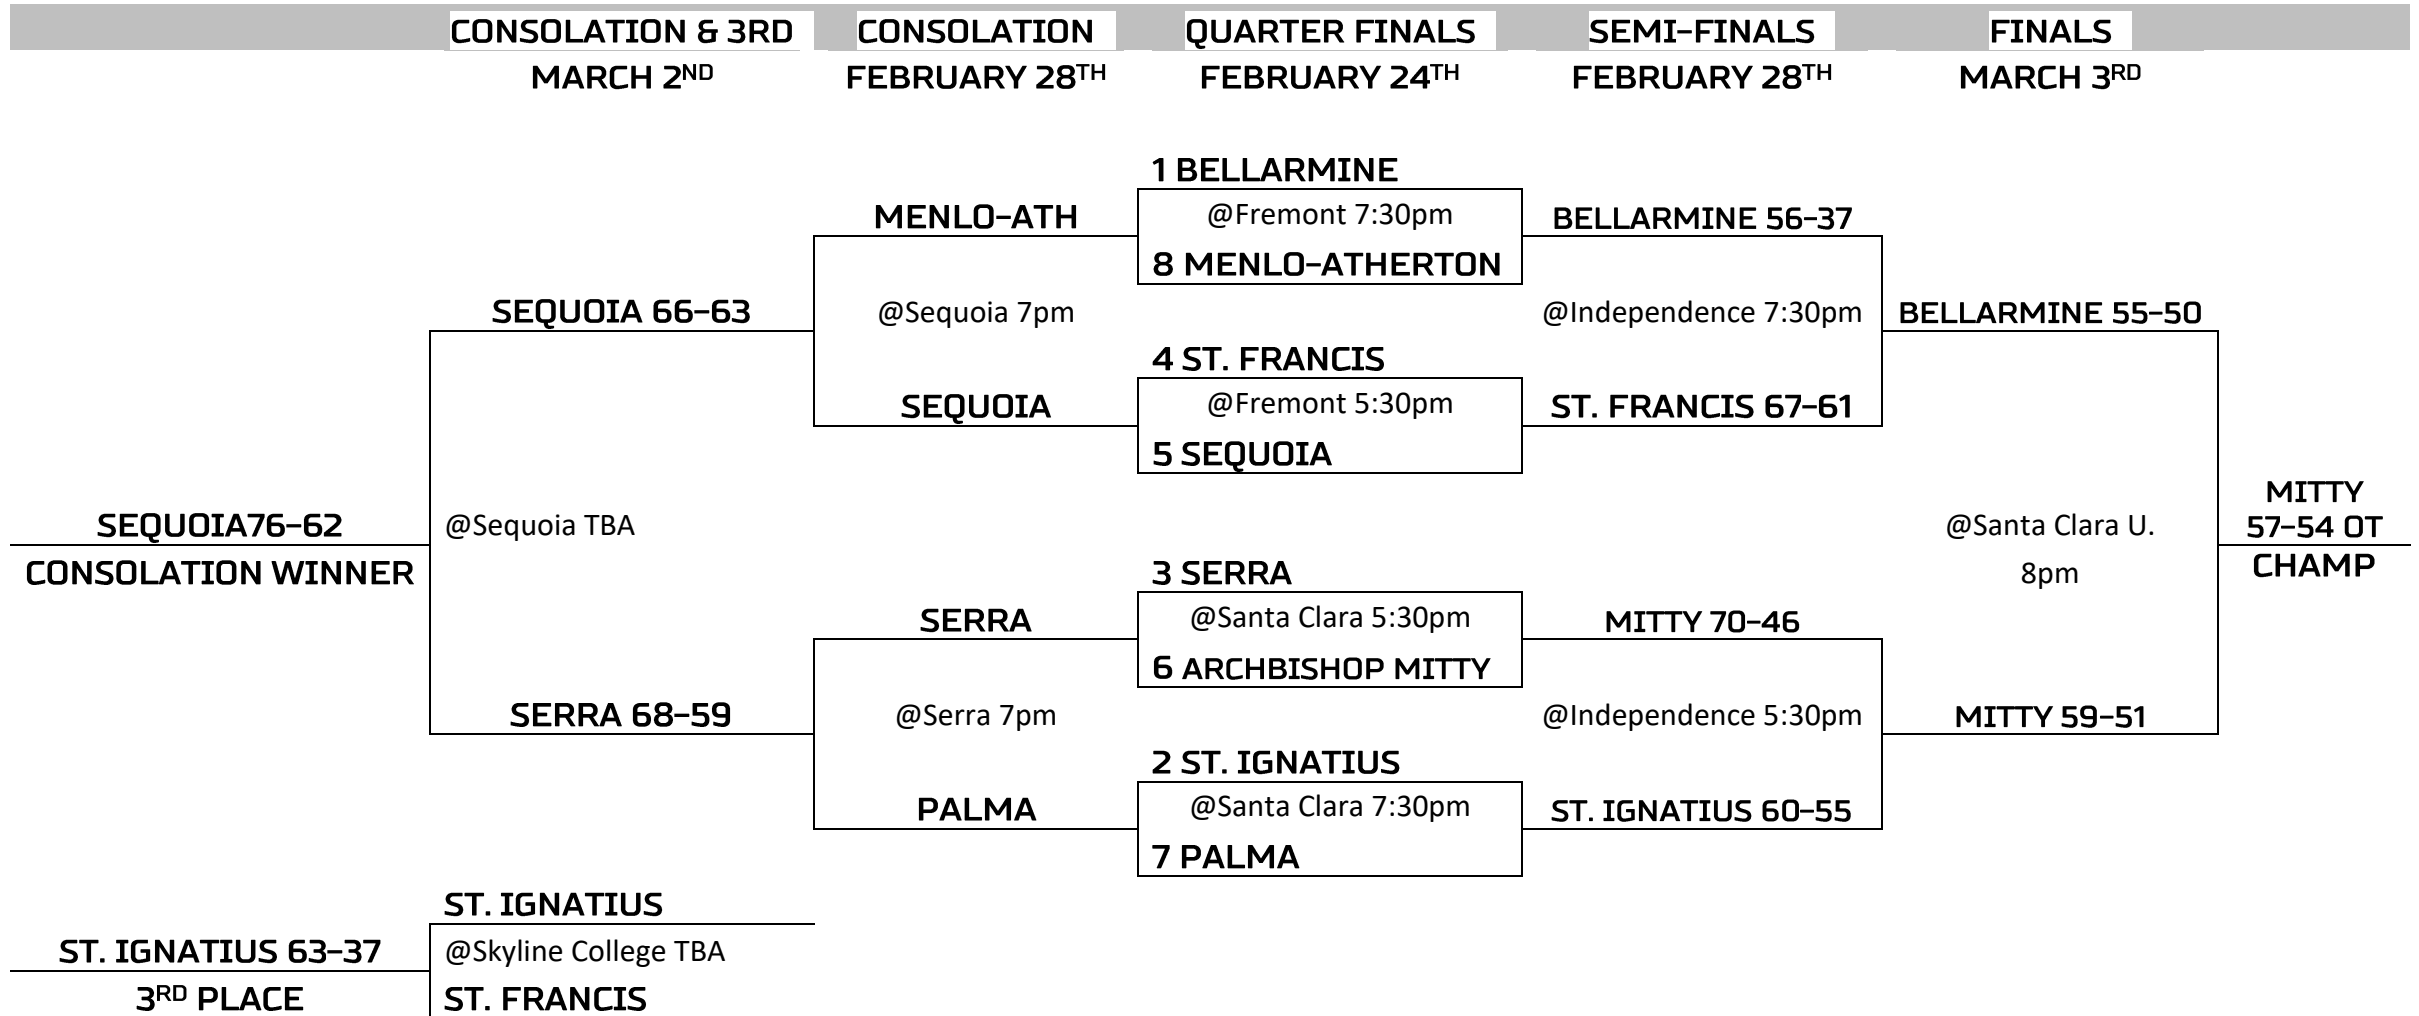 CONSOLATION & 3RD CONSOLATION QUARTER FINALS SEMI-FINALS FINALS
MARCH 2ND FEBRUARY 28TH FEBRUARY 24TH FEBRUARY 28TH MARCH 3RD
1 BELLARMINE
MENLO-ATH @Fremont 7:30pm BELLARMINE 56-37
8 MENLO-ATHERTON
SEQUOIA 66-63 @Sequoia 7pm @Independence 7:30pm BELLARMINE 55-50
4 ST. FRANCIS
SEQUOIA @Fremont 5:30pm ST. FRANCIS 67-61
5 SEQUOIA
MITTY
SEQUOIA76-62 @Sequoia TBA @Santa Clara U. 57-54 OT
CONSOLATION WINNER 3 SERRA 8pm CHAMP
SERRA @Santa Clara 5:30pm MITTY 70-46
6 ARCHBISHOP MITTY
SERRA 68-59 @Serra 7pm @Independence 5:30pm MITTY 59-51
2 ST. IGNATIUS
PALMA @Santa Clara 7:30pm ST. IGNATIUS 60-55
7 PALMA
ST. IGNATIUS
ST. IGNATIUS 63-37 @Skyline College TBA
3RD PLACE ST. FRANCIS